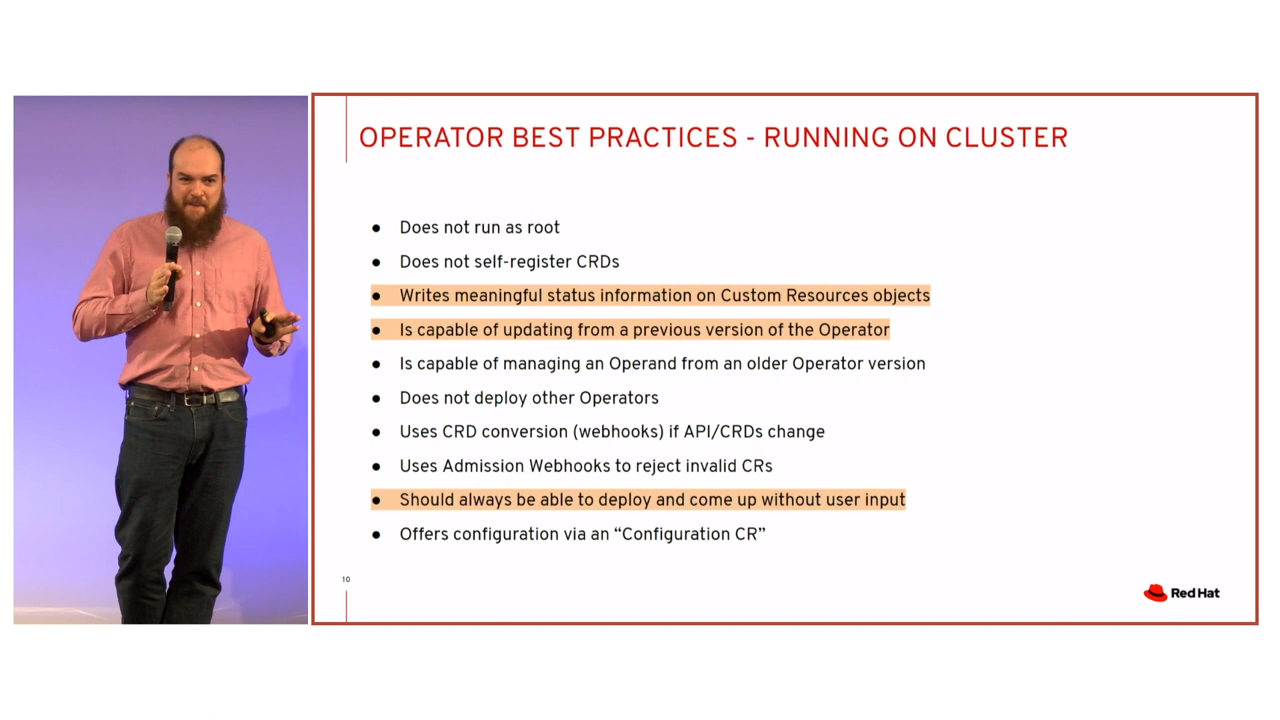 OPERATOR BEST PRACTICES - RUNNING ON CLUSTER
● Does not run as root
● Does not self-register CRDs
● Writes meaningful status information on Custom Resources objects
● Is capable of updating from a previous version of the Operator
● Is capable of managing an Operand from an older Operator version
● Does not deploy other Operators
● Uses CRD conversion (webhooks) if API/CRDs change
● Uses Admission Webhooks to reject invalid CRs
● Should always be able to deploy and come up without user input
● Offers configuration via an “Configuration CR”
10
Red Hat